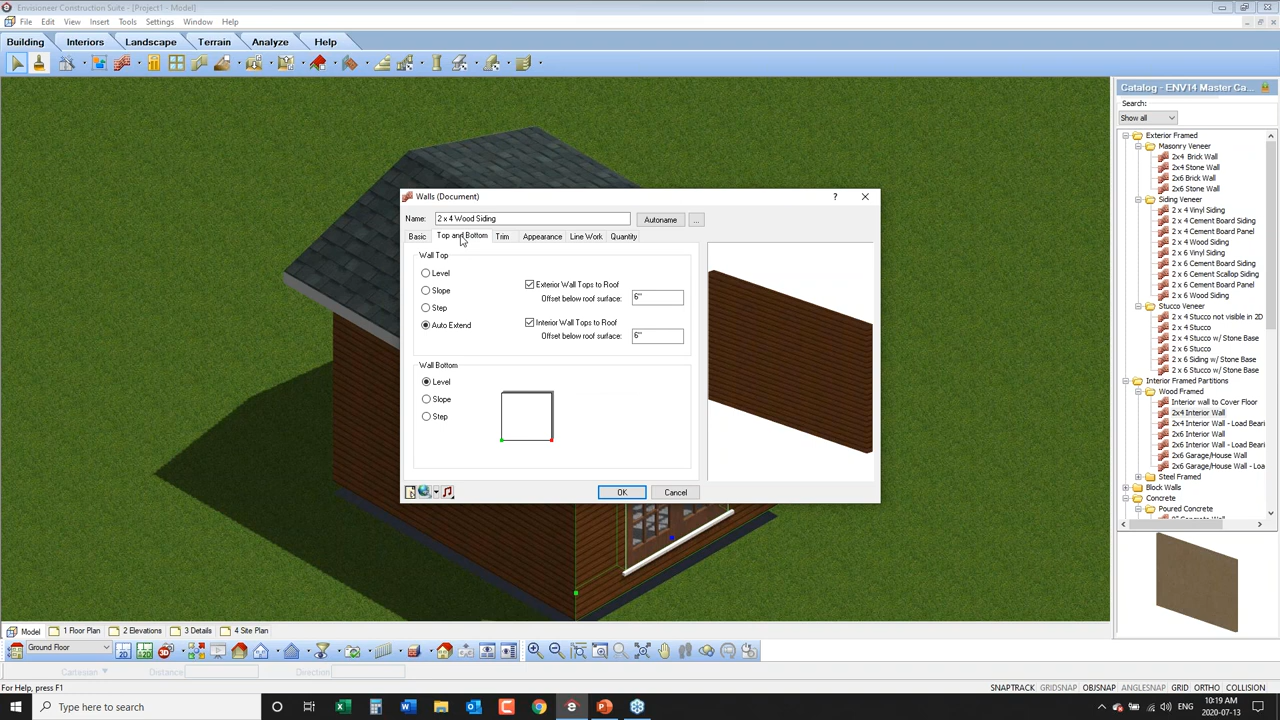 Envisioneer Construction Suite - [Project1 - Model]
File Edit View Insert Tools Settings Window Help
Building Interiors Landscape Terrain Analyze Help
Catalog - ENV14 Master Ca...
Search:
Show all
Exterior Framed
Masonry Veneer
2x4 Brick Wall
2x4 Stone Wall
2x6 Brick Wall
2x6 Stone Wall
Siding Veneer
2 x 4 Vinyl Siding
2 x 4 Cement Board Siding
2 x 4 Cement Board Panel
2 x 4 Wood Siding
2 x 6 Vinyl Siding
2 x 6 Cement Board Siding
2 x 6 Cement Scallop Siding
2 x 6 Cement Board Panel
2 x 6 Wood Siding
Stucco Veneer
2 x 4 Stucco not visible in 2D
2 x 4 Stucco
2 x 4 Stucco w/ Stone Base
2 x 6 Stucco
2 x 6 Siding w/ Stone Base
2 x 6 Stucco w/ Stone Base
Interior Framed Partitions
Wood Framed
Interior wall to Cover Floor
2x4 Interior Wall
2x4 Interior Wall - Load Beari
2x6 Interior Wall
2x6 Interior Wall - Load Beari
2x6 Garage/House Wall
2x6 Garage/House Wall - Loa
Steel Framed
Block Walls
Concrete
Poured Concrete
Walls (Document)
Name: 2 x 4 Wood Siding Autoname ...
Basic Top and Bottom Trim Appearance Line Work Quantity
Wall Top
Level
Slope
Step
Auto Extend
Exterior Wall Tops to Roof
Offset below roof surface: 6"
Interior Wall Tops to Roof
Offset below roof surface: 6"
Wall Bottom
Level
Slope
Step
OK Cancel
Model 1 Floor Plan 2 Elevations 3 Details 4 Site Plan
Ground Floor 2D
Cartesian Distance: Direction:
For Help, press F1 SNAPTRACK GRIDSNAP OBJSNAP ANGLESNAP GRID ORTHO COLLISION
Type here to search ENG 10:19 AM
2020-07-13